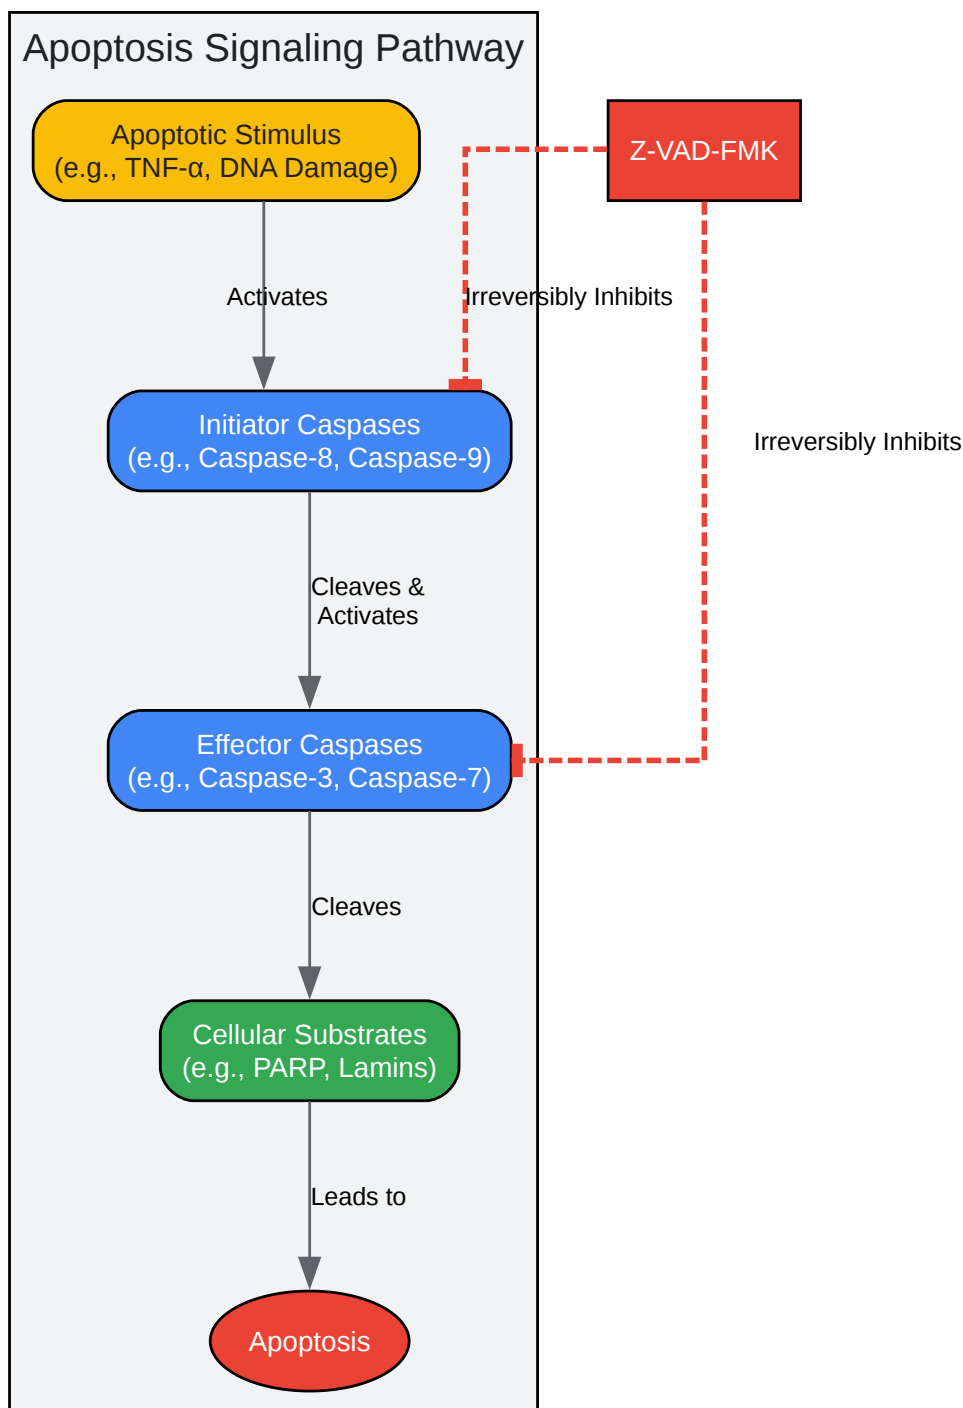 Apoptosis Signaling Pathway
Apoptotic Stimulus
(e.g., TNF-α, DNA Damage)
Z-VAD-FMK
Activates
Irreversibly Inhibits
Initiator Caspases
(e.g., Caspase-8, Caspase-9)
Irreversibly Inhibits
Cleaves &
Activates
Effector Caspases
(e.g., Caspase-3, Caspase-7)
Cleaves
Cellular Substrates
(e.g., PARP, Lamins)
Leads to
Apoptosis